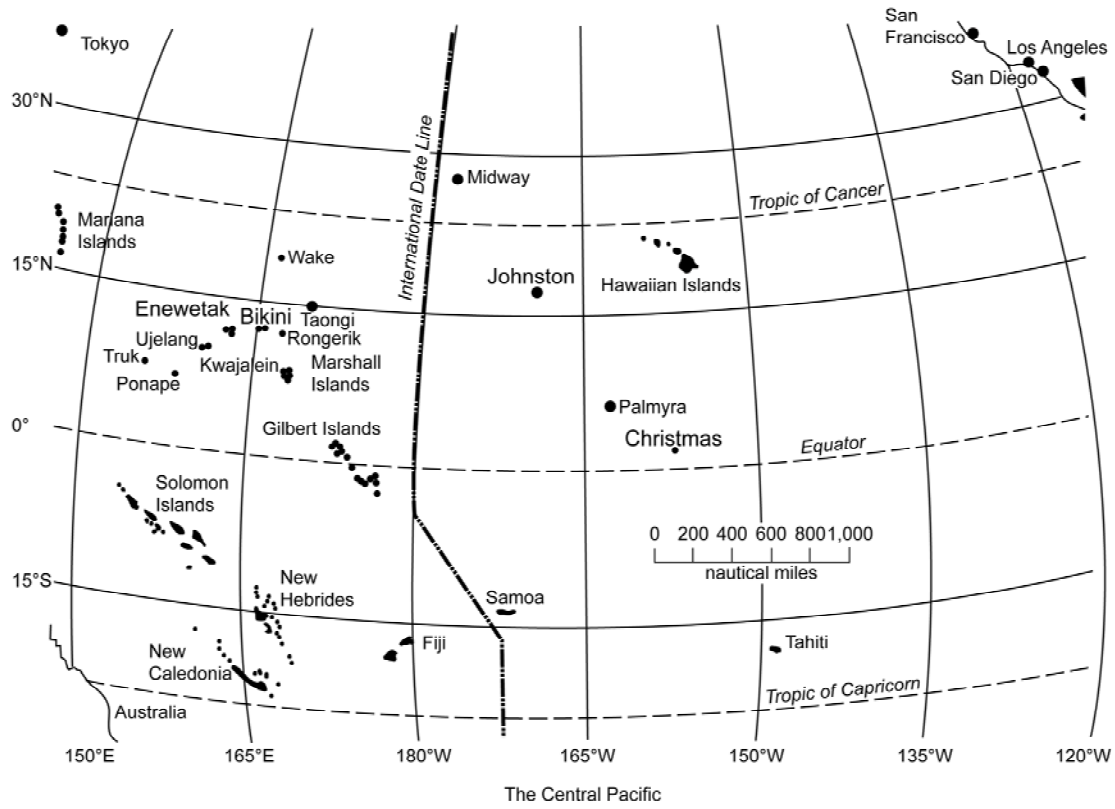 San
Francisco
Tokyo
Los Angeles
San Diego
30°N
International Date Line
Midway
Tropic of Cancer
Mariana
Islands
15°N
Wake
Johnston
Hawaiian Islands
Enewetak
Bikini
Taongi
Ujelang
Rongerik
Truk
Kwajalein
Marshall
Islands
Ponape
Palmyra
0°
Gilbert Islands
Christmas
Equator
Solomon
Islands
0 200 400 600 800 1,000
nautical miles
15°S
New
Hebrides
Samoa
Fiji
Tahiti
New
Caledonia
Tropic of Capricorn
Australia
150°E 165°E 180°W 165°W 150°W 135°W 120°W
The Central Pacific